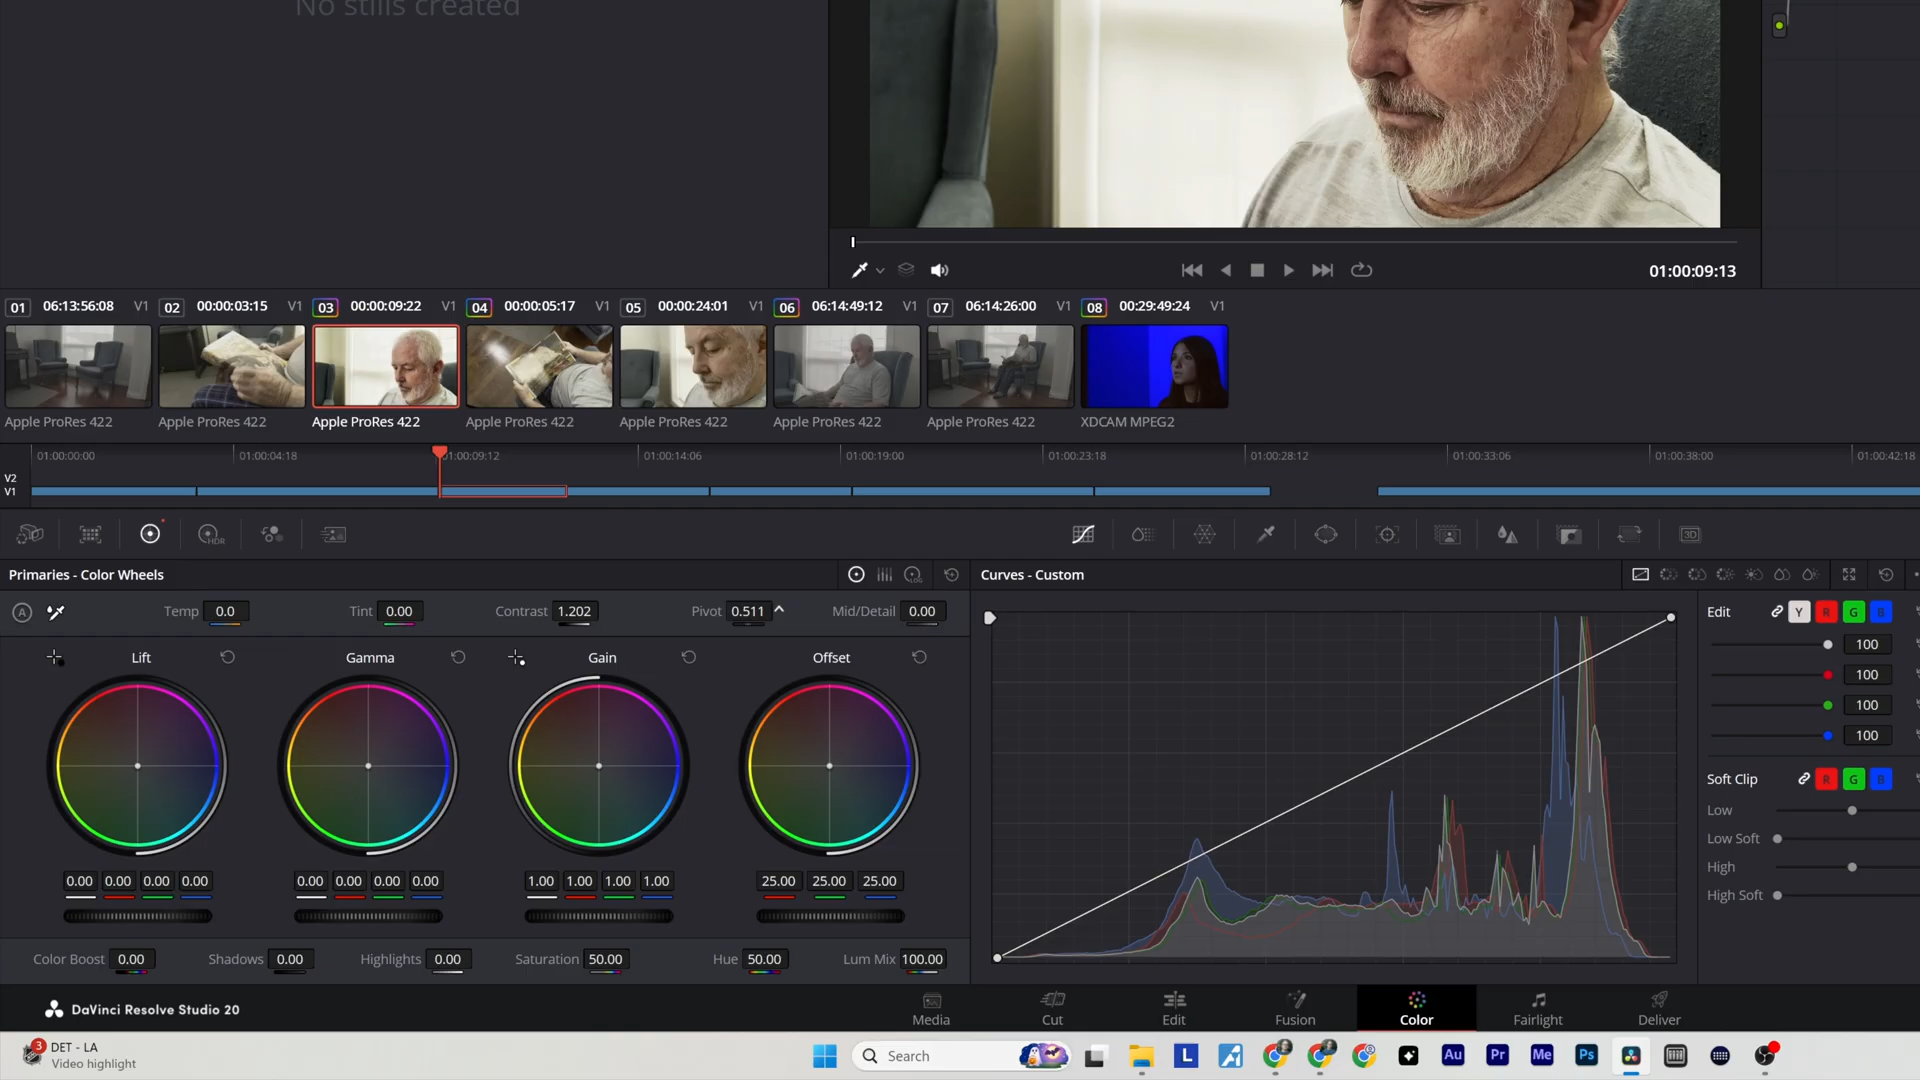 No stills created
01:00:09:13
01 06:13:56:08 V1 02 00:00:03:15 V1 03 00:00:09:22 V1 04 00:00:05:17 V1 05 00:00:24:01 V1 06 06:14:49:12 V1 07 06:14:26:00 V1 08 00:29:49:24 V1
Apple ProRes 422 Apple ProRes 422 Apple ProRes 422 Apple ProRes 422 Apple ProRes 422 Apple ProRes 422 Apple ProRes 422 XDCAM MPEG2
01:00:00:00 01:00:04:18 01:00:09:12 01:00:14:06 01:00:19:00 01:00:23:18 01:00:28:12 01:00:33:06 01:00:38:00 01:00:42:18
V2
V1
HDR 3D
Primaries - Color Wheels LOG Curves - Custom
A Temp 0.0 Tint 0.00 Contrast 1.202 Pivot 0.511 Mid/Detail 0.00 Edit Y R G B
Lift Gamma Gain Offset
100
100
100
100
Soft Clip R G B
Low
Low Soft
High
High Soft
0.00 0.00 0.00 0.00 0.00 0.00 0.00 0.00 1.00 1.00 1.00 1.00 25.00 25.00 25.00
Color Boost 0.00 Shadows 0.00 Highlights 0.00 Saturation 50.00 Hue 50.00 Lum Mix 100.00
DaVinci Resolve Studio 20 Media Cut Edit Fusion Color Fairlight Deliver
3 DET - LA
Video highlight
Search L Au Pr Me Ps